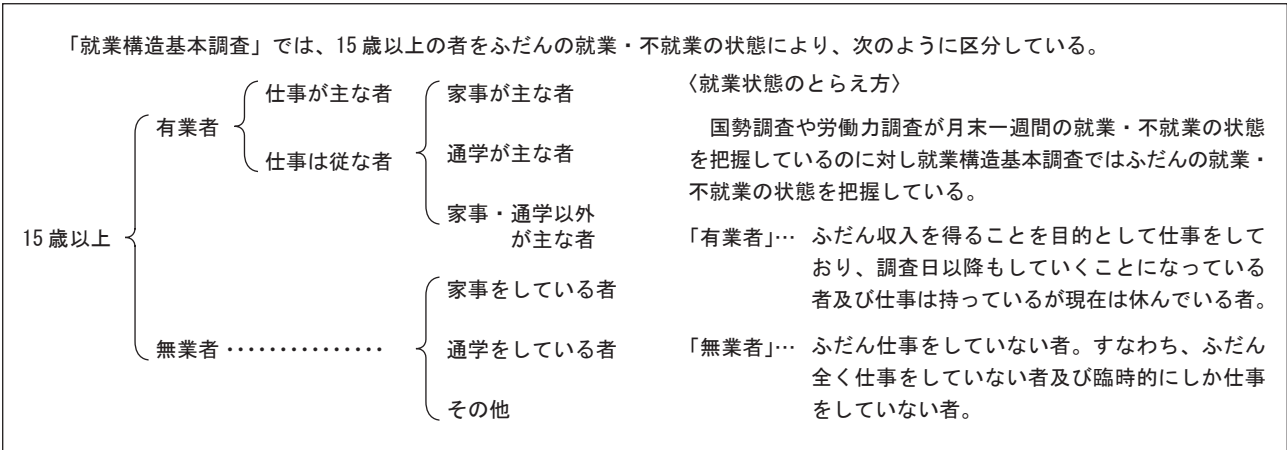 「就業構造基本調査」では、15歳以上の者をふだんの就業・不就業の状態により、次のように区分している。
15歳以上
有業者
仕事が主な者
仕事は従な者
家事が主な者
通学が主な者
家事・通学以外
が主な者
無業者・・・・・・・・・・・・・・・
家事をしている者
通学をしている者
その他
〈就業状態のとらえ方〉
国勢調査や労働力調査が月末一週間の就業・不就業の状態
を把握しているのに対し就業構造基本調査ではふだんの就業・
不就業の状態を把握している。
「有業者」… ふだん収入を得ることを目的として仕事をして
おり、調査日以降もしていくことになっている
者及び仕事は持っているが現在は休んでいる者。
「無業者」… ふだん仕事をしていない者。すなわち、ふだん
全く仕事をしていない者及び臨時的にしか仕事
をしていない者。